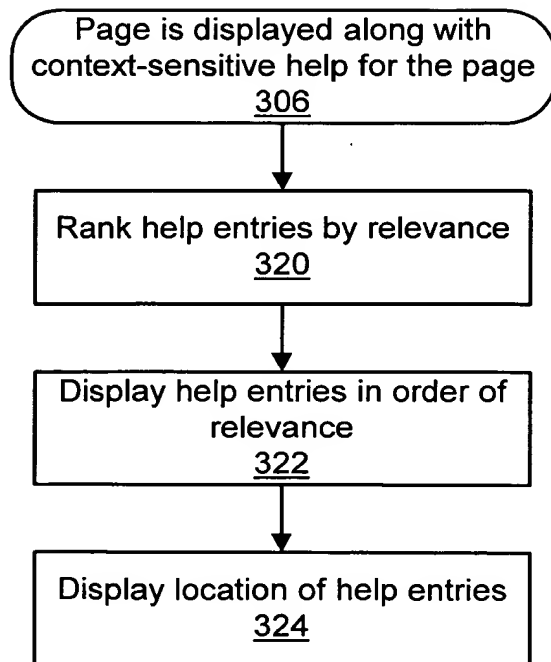 Page is displayed along with
context-sensitive help for the page
306
Rank help entries by relevance
320
Display help entries in order of
relevance
322
Display location of help entries
324